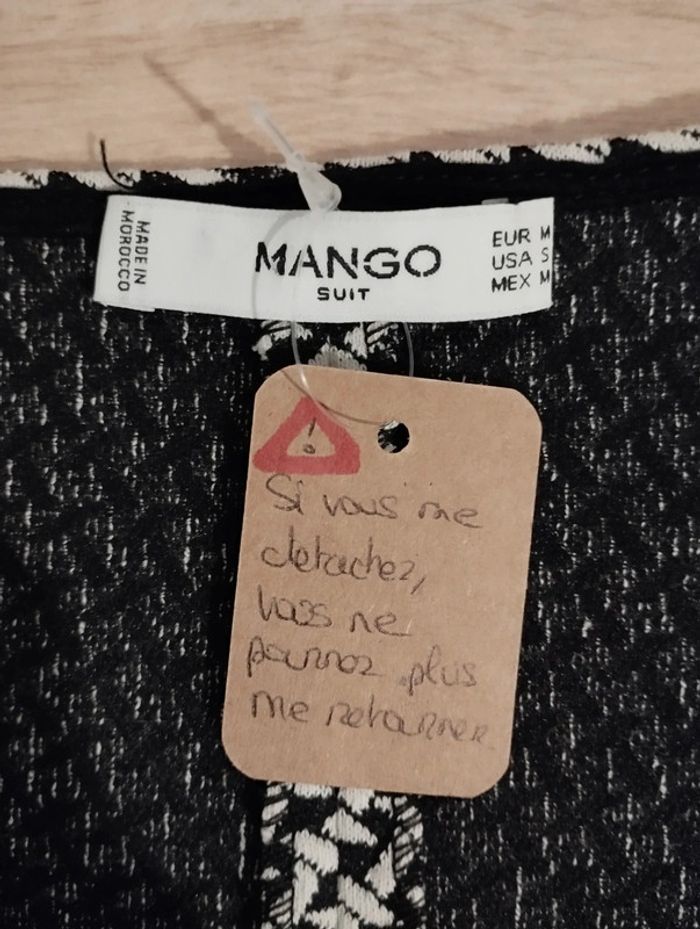 MADE IN
MOROCCO
MANGO
SUIT
EUR M
USA S
MEX M
!
Si vous me
detachez,
vous ne
pourrez plus
me retourner